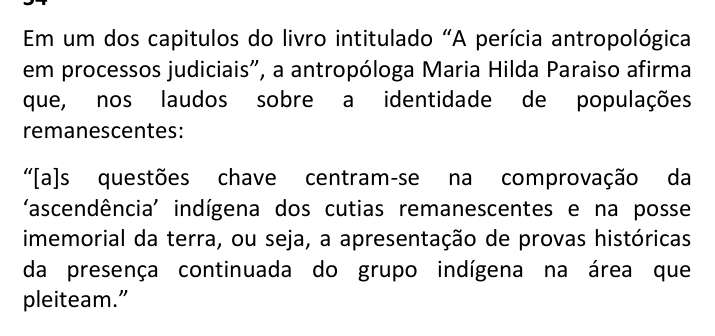 34
Em um dos capitulos do livro intitulado “A perícia antropológica
em processos judiciais”, a antropóloga Maria Hilda Paraiso afirma
que, nos laudos sobre a identidade de populações
remanescentes:
“[a]s questões chave centram-se na comprovação da
‘ascendência’ indígena dos cutias remanescentes e na posse
imemorial da terra, ou seja, a apresentação de provas históricas
da presença continuada do grupo indígena na área que
pleiteam.”